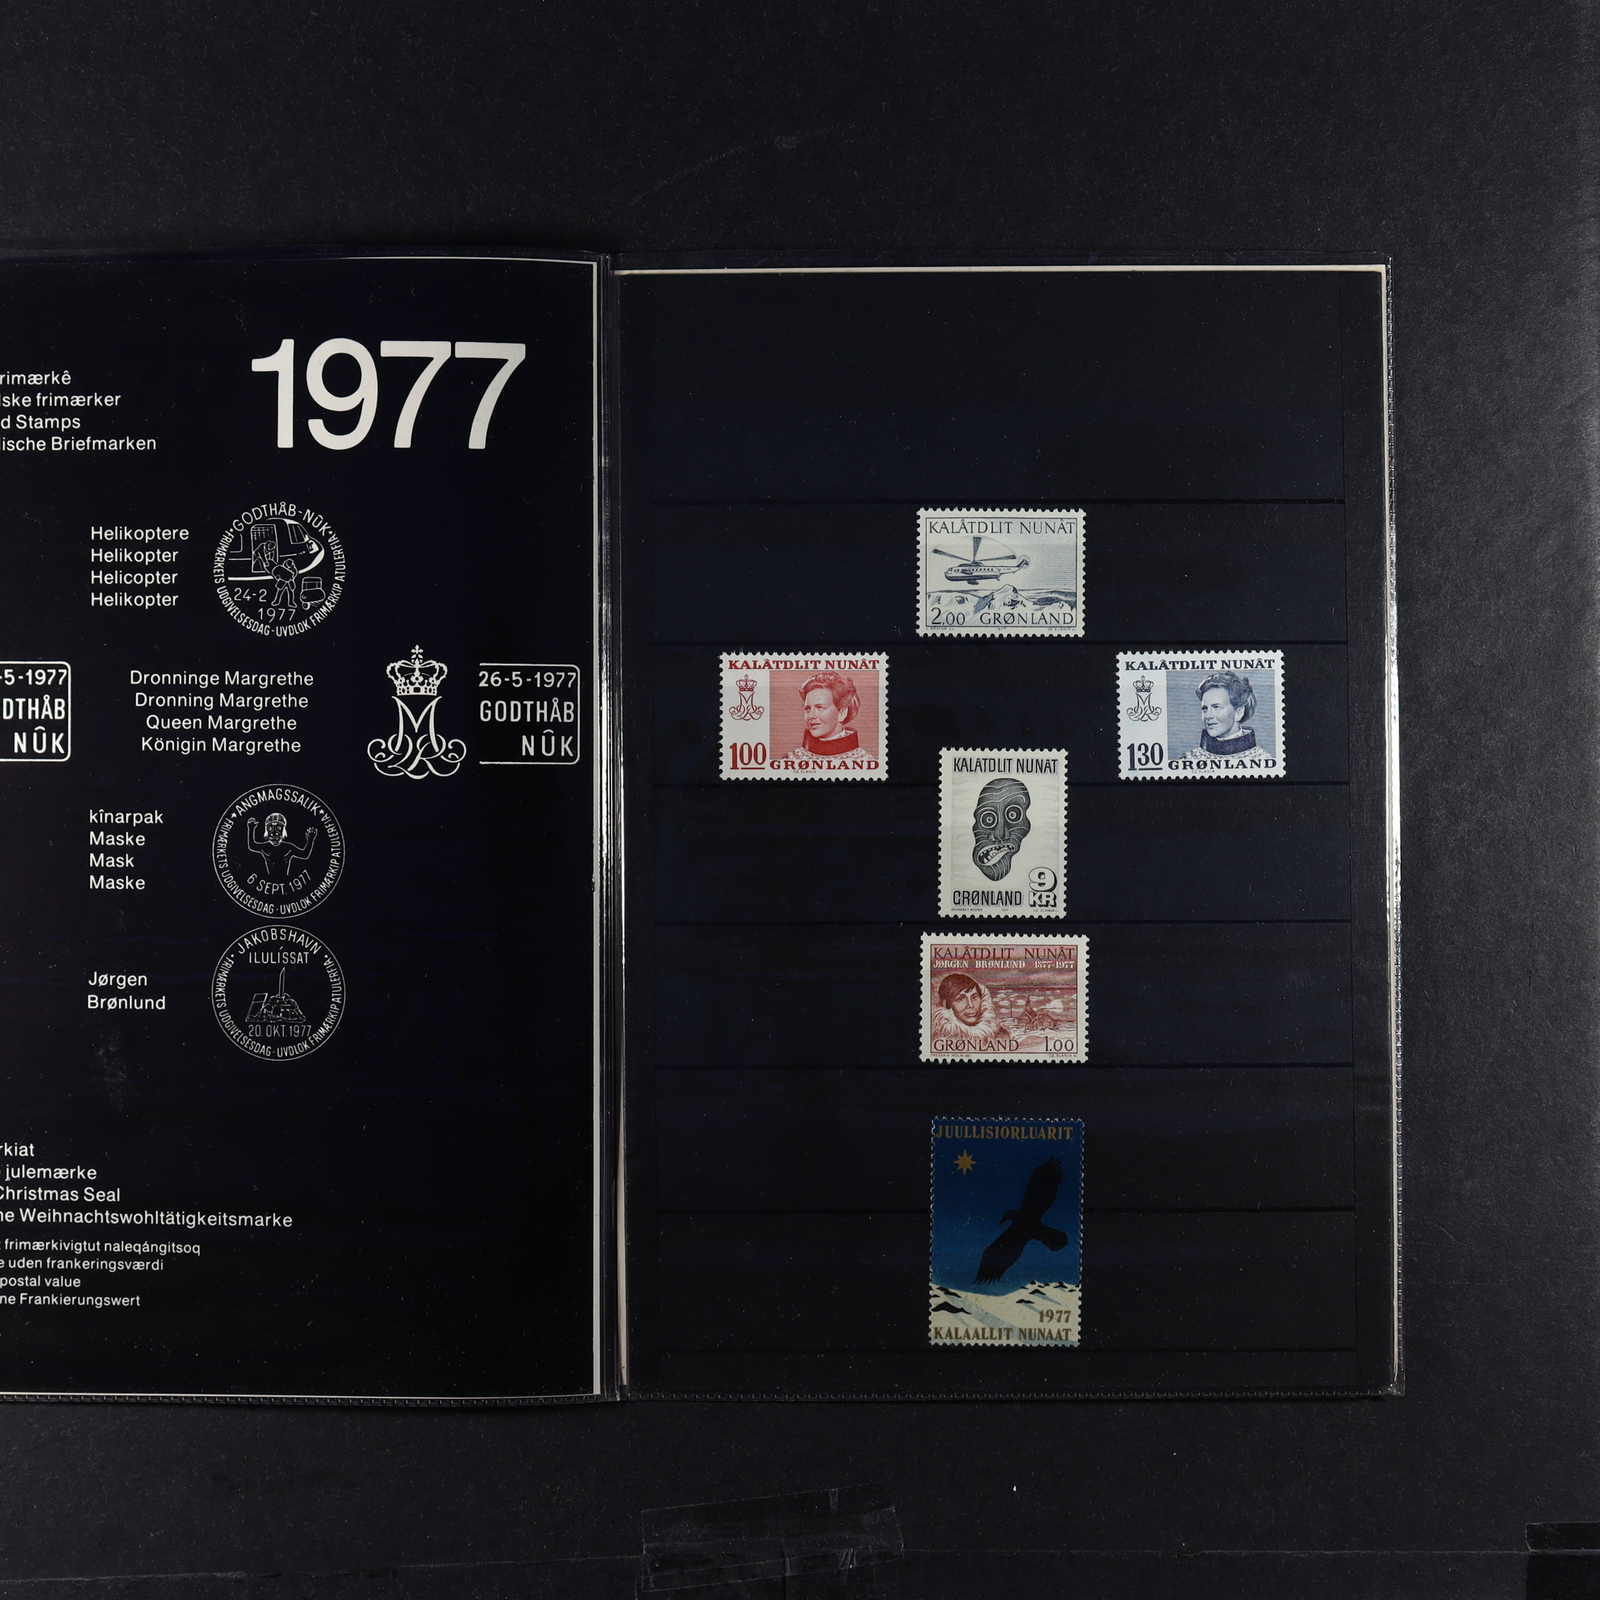 1977
rimærkê
lske frimærker
d Stamps
lische Briefmarken
Helikoptere
Helikopter
Helicopter
Helikopter
GODTHÅB-NÛK
FRIMÆRKETS UDGIVELSESDAG · UVDLOK FRIMÆRKIP ATULERFIA
24-2
1977
-5-1977
DTHÅB
NÛK
Dronninge Margrethe
Dronning Margrethe
Queen Margrethe
Königin Margrethe
26-5-1977
GODTHÅB
NÛK
kînarpak
Maske
Mask
Maske
ANGMAGSSALIK
FRIMÆRKETS UDGIVELSESDAG · UVDLOK FRIMÆRKIP ATULERFIA
6 SEPT. 1977
Jørgen
Brønlund
JAKOBSHAVN
ILULÍSSAT
FRIMÆRKETS UDGIVELSESDAG · UVDLOK FRIMÆRKIP ATULERFIA
20 OKT 1977
rkiat
julemærke
Christmas Seal
ne Weihnachtswohltätigkeitsmarke
frimærkivigtut naleqángitsoq
e uden frankeringsværdi
postal value
ne Frankierungswert
KALÂTDLIT NUNÂT
2.00 GRØNLAND
KALÂTDLIT NUNÂT
100
GRØNLAND
KALÂTDLIT NUNÂT
130
GRØNLAND
KALÂTDLIT NUNÂT
GRØNLAND 9 KR
KALÂTDLIT NUNÂT
JØRGEN BRØNLUND 1877-1977
GRØNLAND 1.00
JUULLISIORLUARIT
1977
KALAALLIT NUNAAT